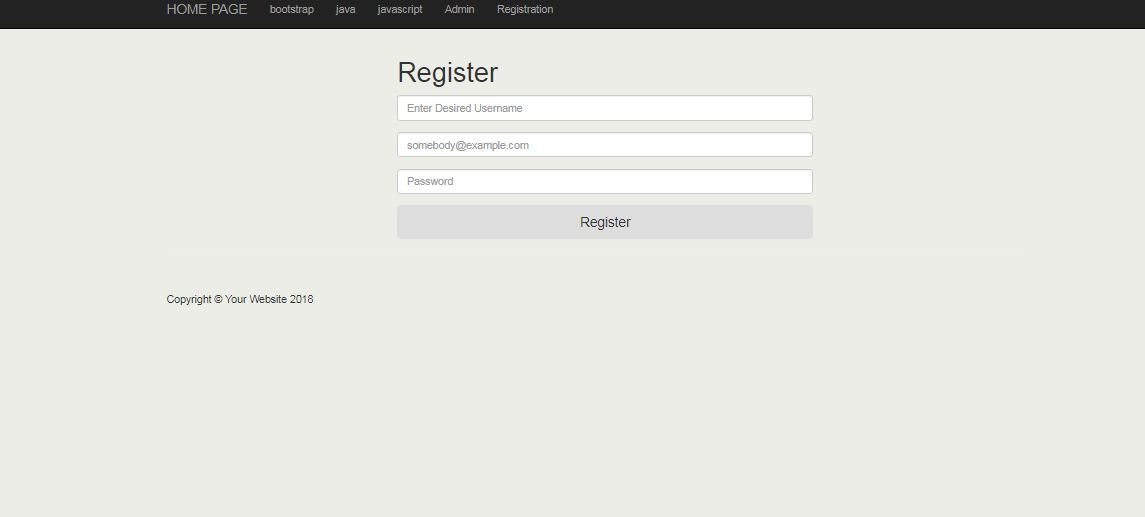 HOME PAGE bootstrap java javascript Admin Registration
Register
Enter Desired Username
somebody@example.com
Password
Register
Copyright © Your Website 2018